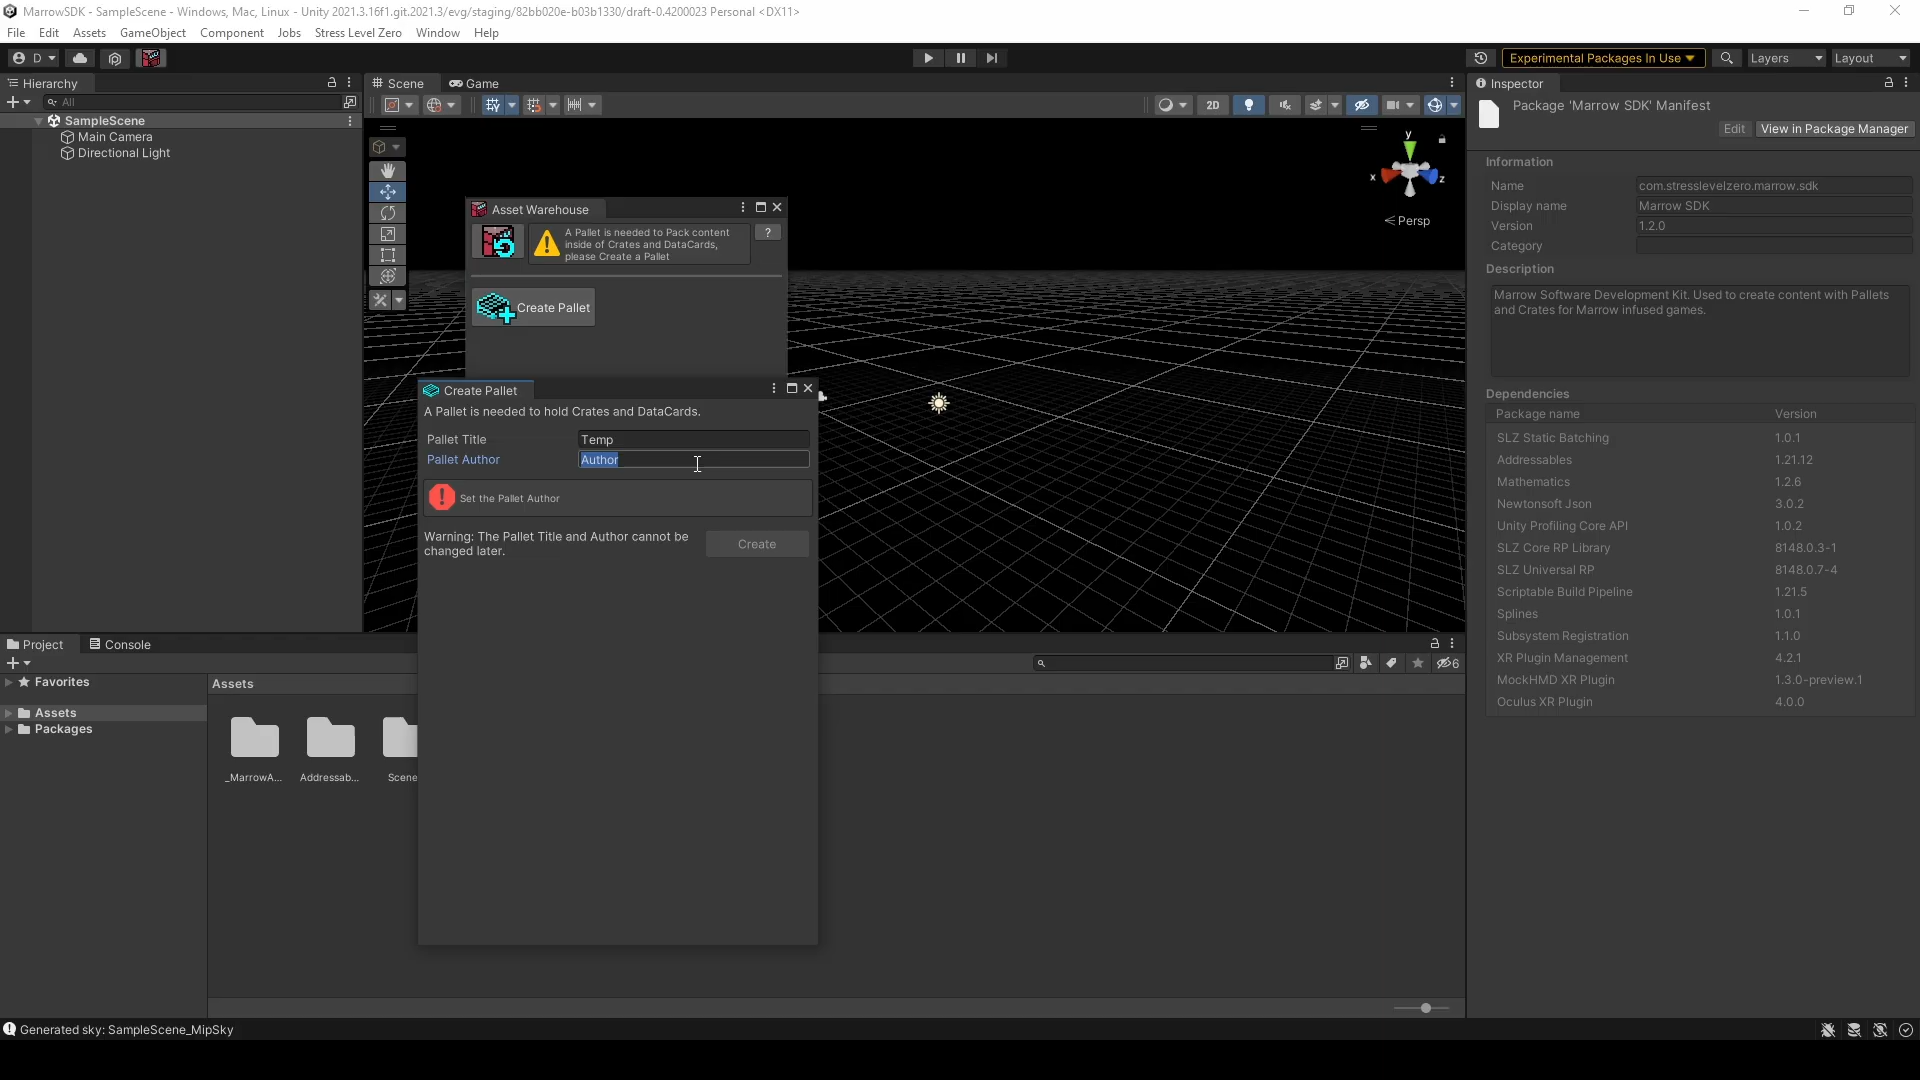 MarrowSDK - SampleScene - Windows, Mac, Linux - Unity 2021.3.16f1.git.2021.3/evg/staging/82bb020e-b03b1330/draft-0.4200023 Personal <DX11>
File Edit Assets GameObject Component Jobs Stress Level Zero Window Help
D Experimental Packages In Use Layers Layout
Hierarchy
All
SampleScene
Main Camera
Directional Light
Scene Game
2D
y
x z
Persp
Asset Warehouse
A Pallet is needed to Pack content
inside of Crates and DataCards,
please Create a Pallet
?
Create Pallet
Create Pallet
A Pallet is needed to hold Crates and DataCards.
Pallet Title Temp
Pallet Author Author
Set the Pallet Author
Warning: The Pallet Title and Author cannot be
changed later.
Create
Inspector
Package 'Marrow SDK' Manifest
Edit View in Package Manager
Information
Name com.stresslevelzero.marrow.sdk
Display name Marrow SDK
Version 1.2.0
Category
Description
Marrow Software Development Kit. Used to create content with Pallets
and Crates for Marrow infused games.
Dependencies
Package name Version
SLZ Static Batching 1.0.1
Addressables 1.21.12
Mathematics 1.2.6
Newtonsoft Json 3.0.2
Unity Profiling Core API 1.0.2
SLZ Core RP Library 8148.0.3-1
SLZ Universal RP 8148.0.7-4
Scriptable Build Pipeline 1.21.5
Splines 1.0.1
Subsystem Registration 1.1.0
XR Plugin Management 4.2.1
MockHMD XR Plugin 1.3.0-preview.1
Oculus XR Plugin 4.0.0
Project Console
6
Favorites
Assets
Packages
Assets
_MarrowA... Addressab... Scene
Generated sky: SampleScene_MipSky